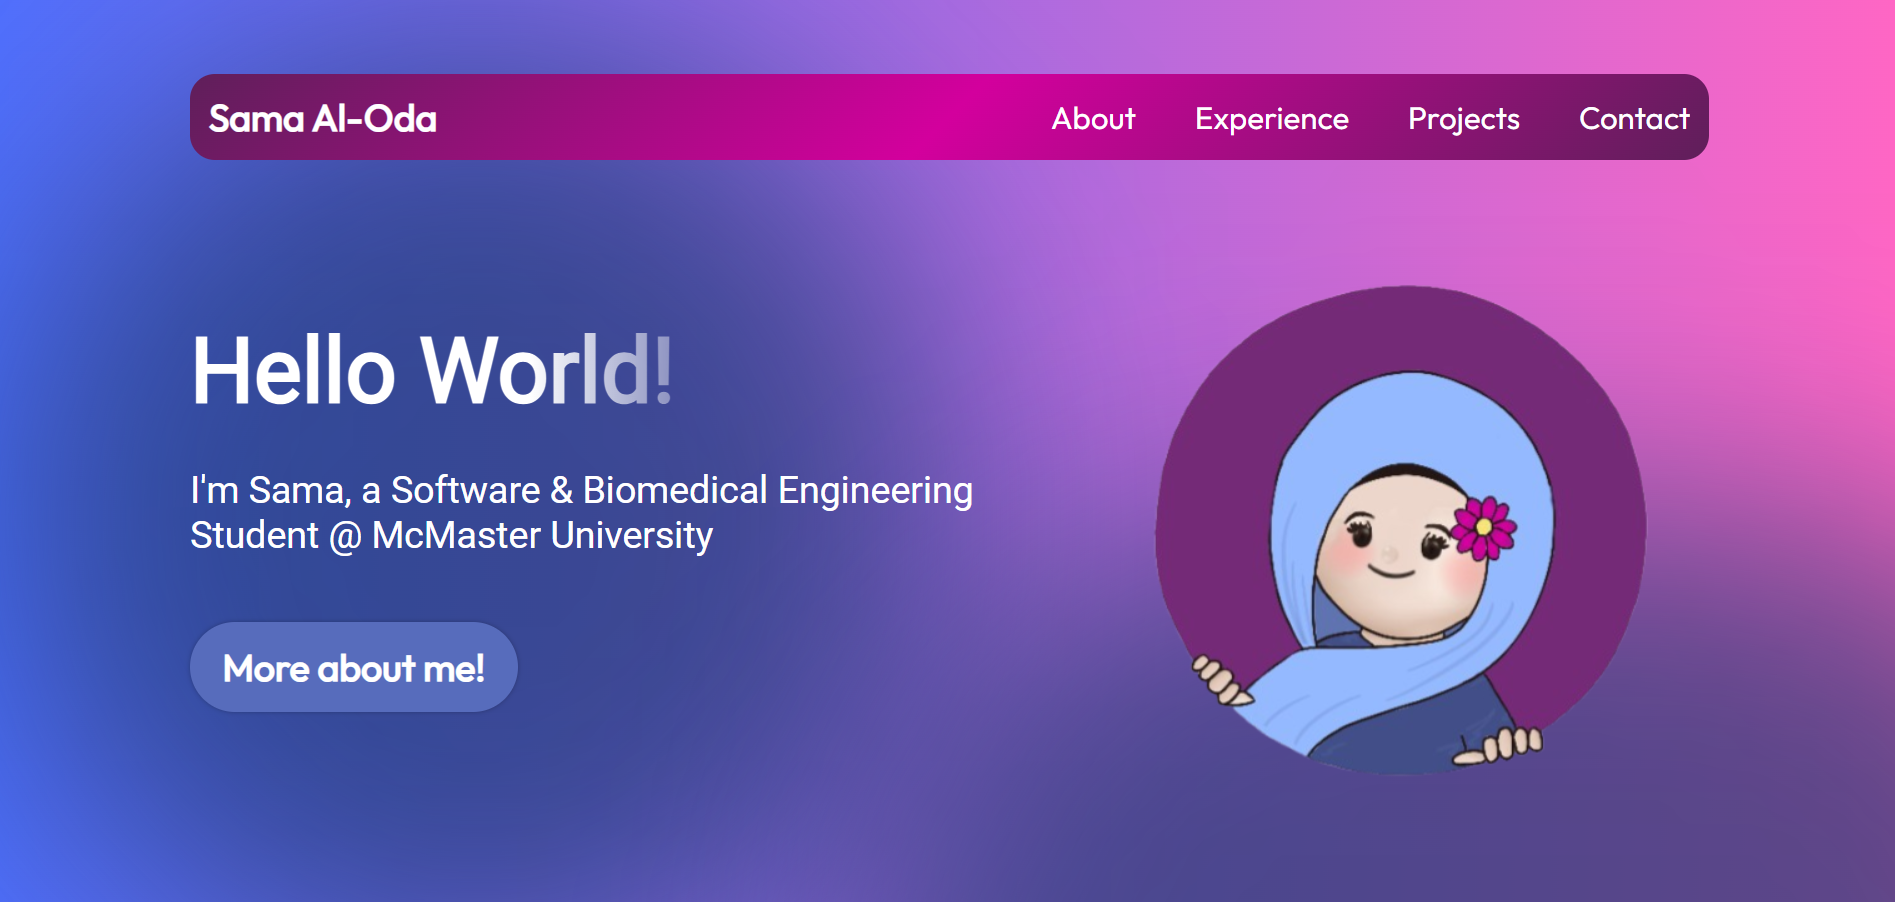 Sama Al-Oda
About
Experience
Projects
Contact
Hello World!
I'm Sama, a Software & Biomedical Engineering
Student @ McMaster University
More about me!